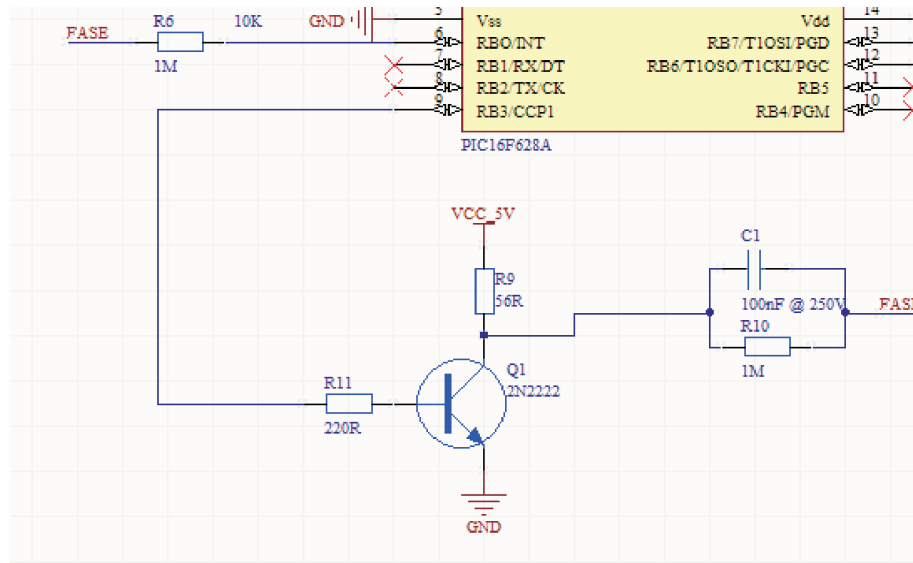 R6
10K
GND
FASE
1M
5
Vss
Vdd
14
6
RB0/INT
RB7/T1OSI/PGD
13
7
RB1/RX/DT
RB6/T1OSO/T1CKI/PGC
12
8
RB2/TX/CK
RB5
11
9
RB3/CCP1
RB4/PGM
10
PIC16F628A
VCC_5V
R9
56R
C1
100nF @ 250V
FASE
R10
1M
Q1
2N2222
R11
220R
GND